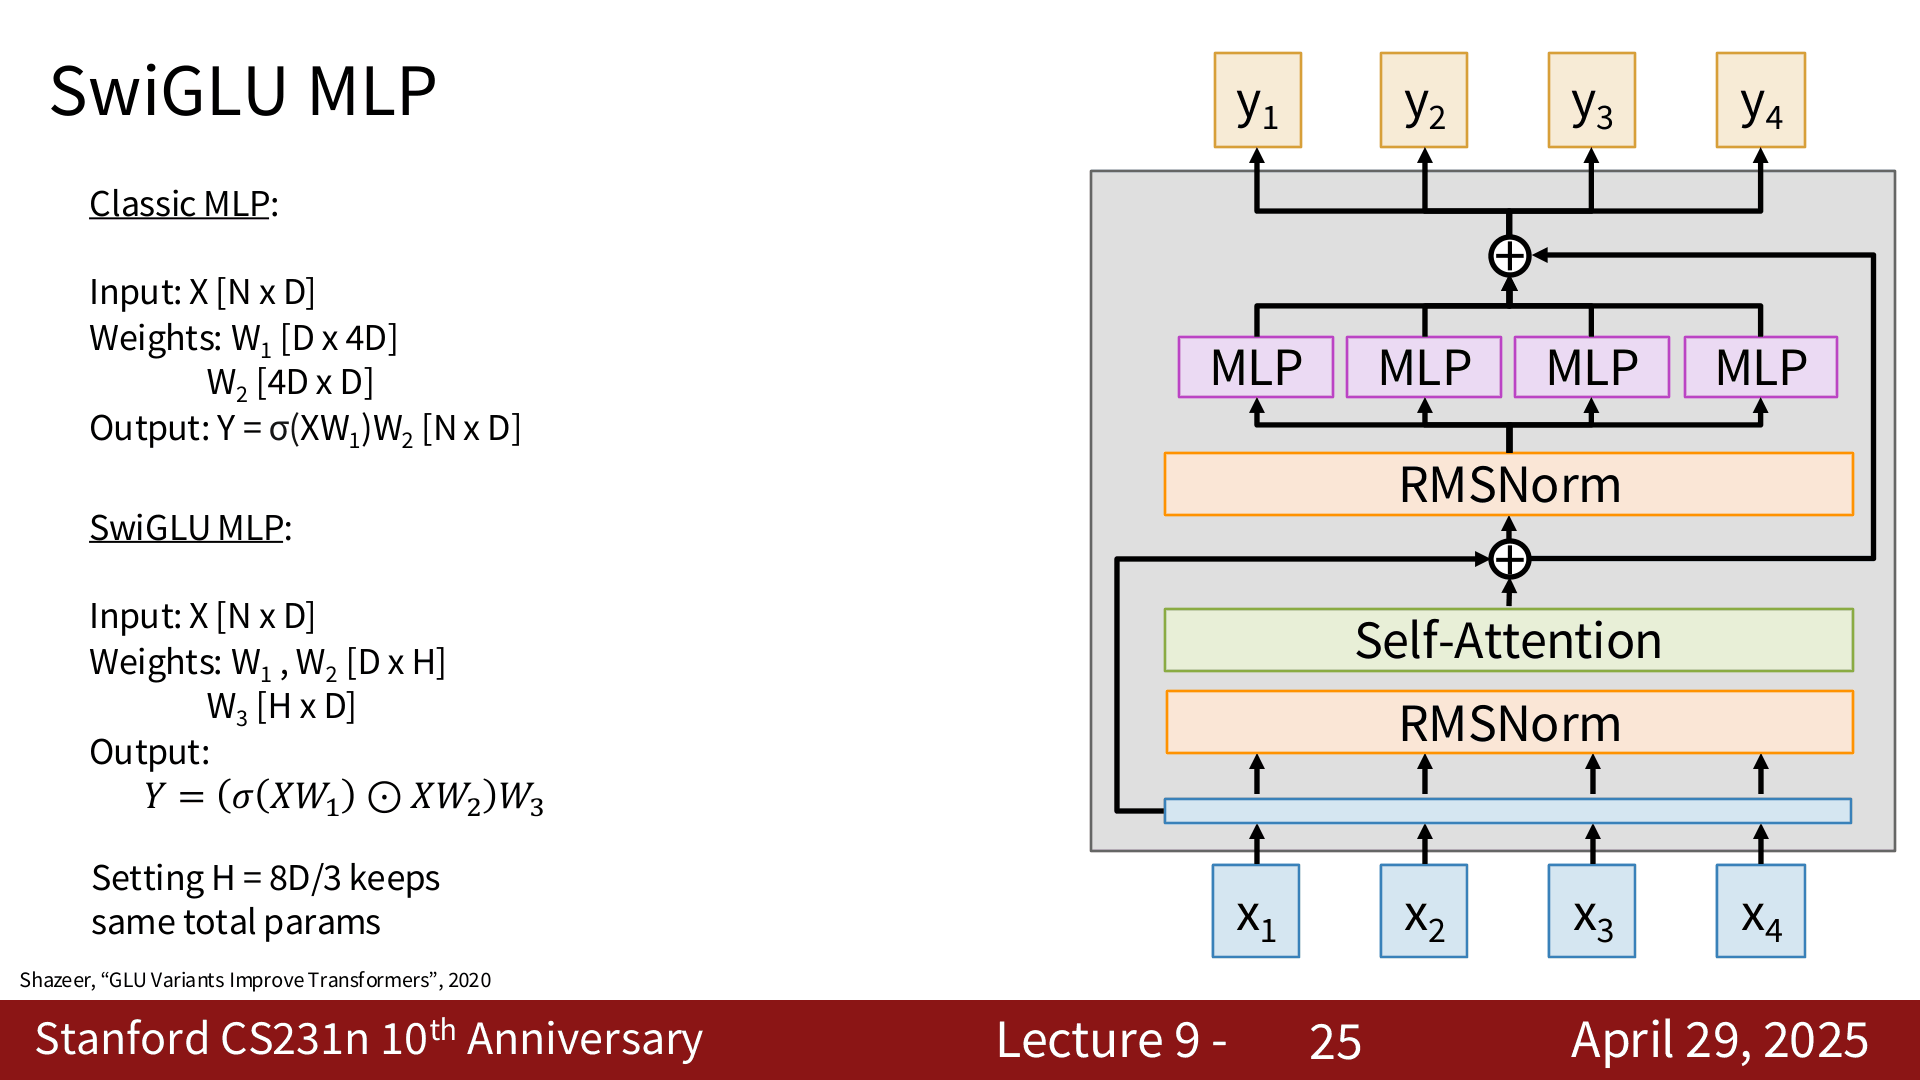 SwiGLU MLP
Classic MLP:
Input: X [N x D]
Weights: W₁ [D x 4D]
W₂ [4D x D]
Output: Y = σ(XW₁)W₂ [N x D]
SwiGLU MLP:
Input: X [N x D]
Weights: W₁ , W₂ [D x H]
W₃ [H x D]
Output:
Y = (σ(XW₁) ⊙ XW₂)W₃
Setting H = 8D/3 keeps
same total params
Shazeer, “GLU Variants Improve Transformers”, 2020
y₁ y₂ y₃ y₄
MLP MLP MLP MLP
RMSNorm
Self-Attention
RMSNorm
x₁ x₂ x₃ x₄
Stanford CS231n 10ᵗʰ Anniversary Lecture 9 - 25 April 29, 2025